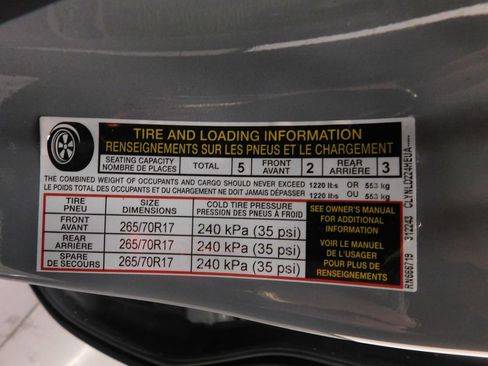 TIRE AND LOADING INFORMATION
RENSEIGNEMENTS SUR LES PNEUS ET LE CHARGEMENT
SEATING CAPACITY
NOMBRE DE PLACES
TOTAL 5
FRONT
AVANT
2
REAR
ARRIÈRE
3
THE COMBINED WEIGHT OF OCCUPANTS AND CARGO SHOULD NEVER EXCEED 1220 lbs OR 553 kg
LE POIDS TOTAL DES OCCUPANTS ET DU CHARGEMENT NE DOIT JAMAIS DÉPASSER 1220 lbs OU 553 kg
TIRE
PNEU
SIZE
DIMENSIONS
COLD TIRE PRESSURE
PRESSION DES PNEUS À FROID
FRONT
AVANT
265/70R17
240 kPa (35 psi)
REAR
ARRIÈRE
265/70R17
240 kPa (35 psi)
SPARE
DE SECOURS
265/70R17
240 kPa (35 psi)
SEE OWNER'S MANUAL
FOR ADDITIONAL
INFORMATION
VOIR LE MANUEL
DE L'USAGER
POUR PLUS DE
RENSEIGNEMENTS
RN666719 312243